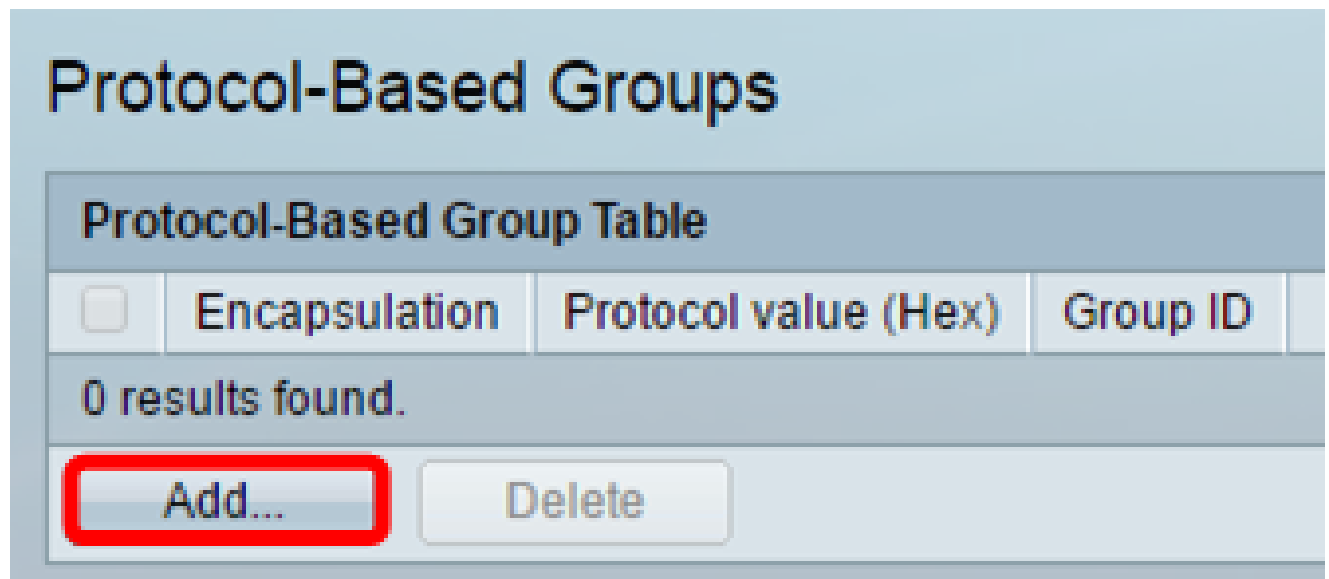 Protocol-Based Groups
Protocol-Based Group Table
Encapsulation Protocol value (Hex) Group ID
0 results found.
Add... Delete